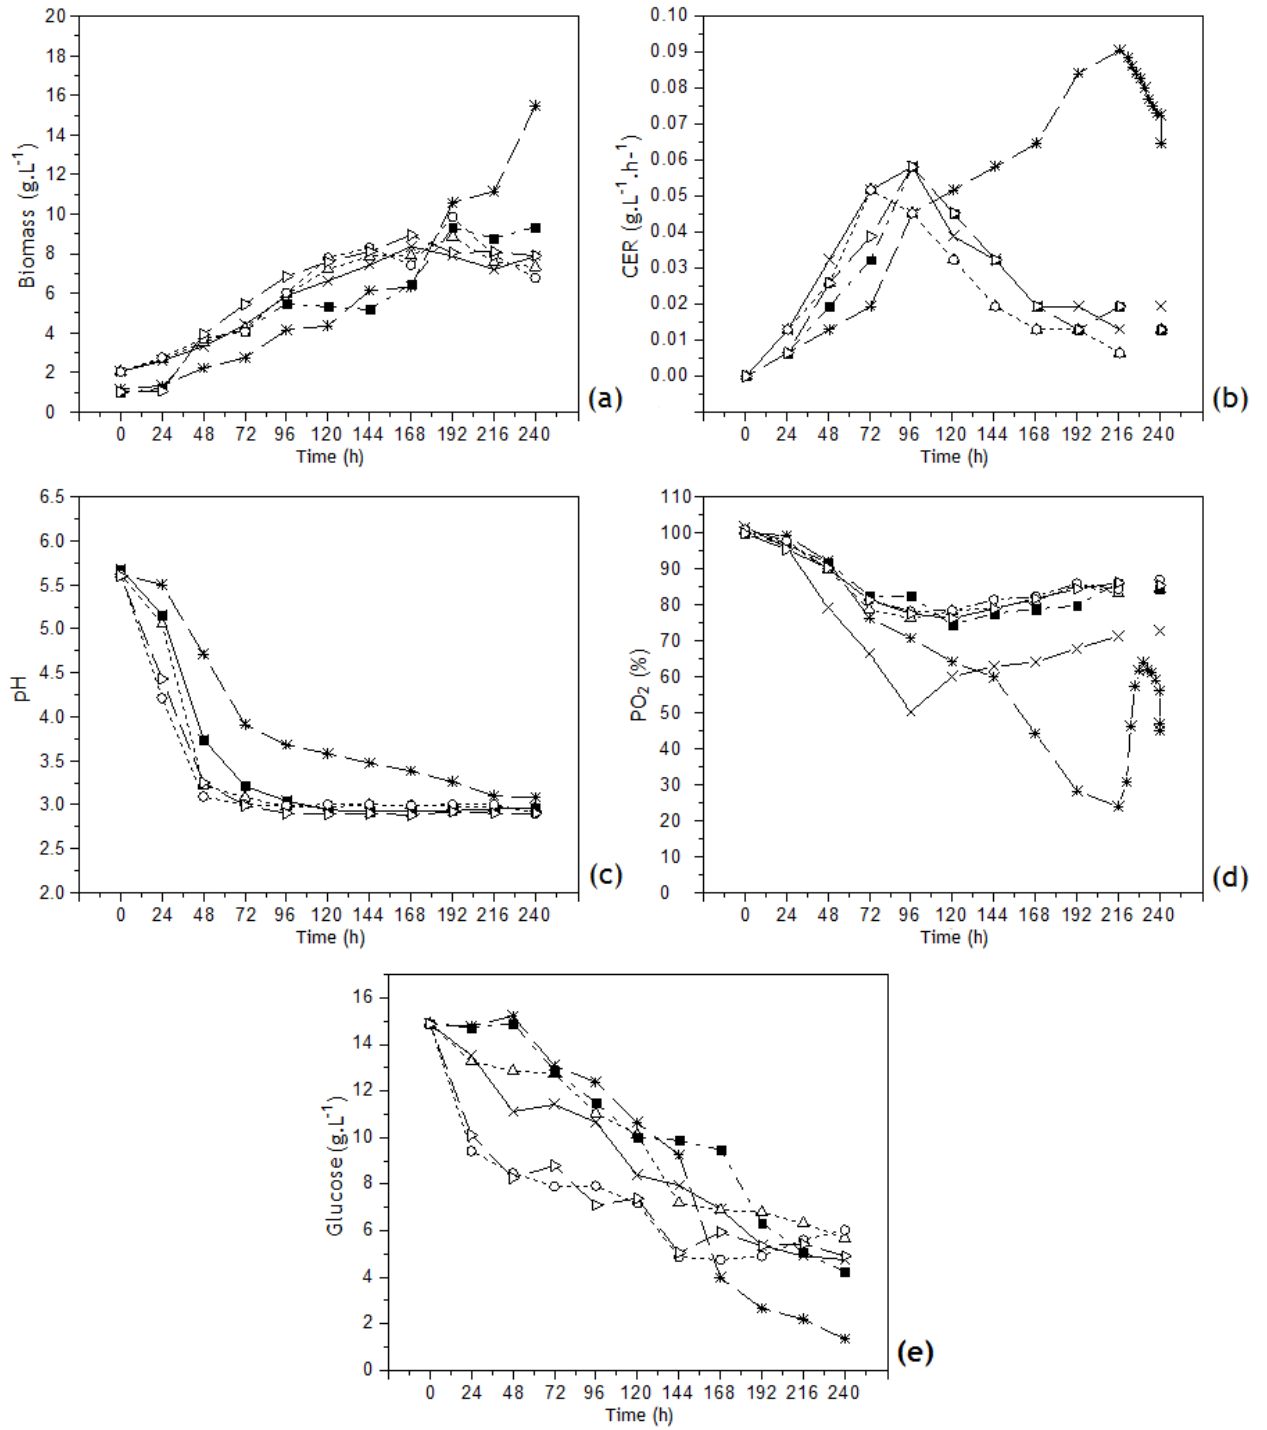 20
18
16
14
12
10
8
6
4
2
0
Biomass (g.L⁻¹)
0 24 48 72 96 120 144 168 192 216 240
Time (h)
(a)
0.10
0.09
0.08
0.07
0.06
0.05
0.04
0.03
0.02
0.01
0.00
CER (g.L⁻¹.h-¹)
0 24 48 72 96 120 144 168 192 216 240
Time (h)
(b)
6.5
6.0
5.5
5.0
4.5
4.0
3.5
3.0
2.5
2.0
pH
0 24 48 72 96 120 144 168 192 216 240
Time (h)
(c)
110
100
90
80
70
60
50
40
30
20
10
0
PO₂ (%)
0 24 48 72 96 120 144 168 192 216 240
Time (h)
(d)
16
14
12
10
8
6
4
2
0
Glucose (g.L⁻¹)
0 24 48 72 96 120 144 168 192 216 240
Time (h)
(e)